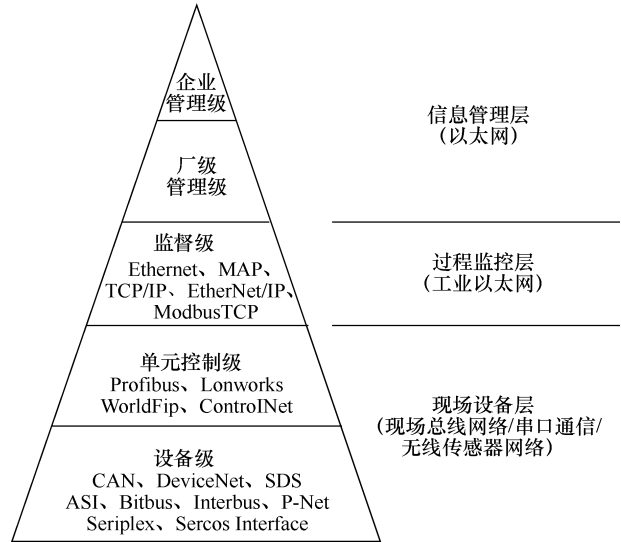 企业
管理级
厂级
管理级
监督级
Ethernet、MAP、
TCP/IP、EtherNet/IP、
ModbusTCP
单元控制级
Profibus、Lonworks
WorldFip、ControINet
设备级
CAN、DeviceNet、SDS
ASI、Bitbus、Interbus、P-Net
Seriplex、Sercos Interface
信息管理层
（以太网）
过程监控层
（工业以太网）
现场设备层
（现场总线网络/串口通信/
无线传感器网络）